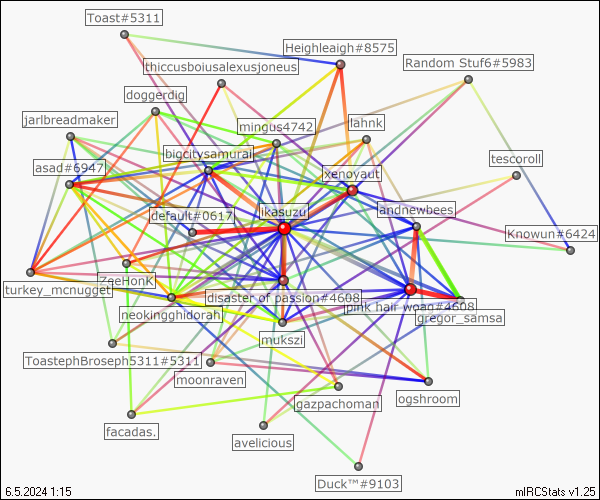 Toast#5311
Heighleaigh#8575
Random Stuf6#5983
thiccusboiusalexusjoneus
doggerdig
jarlbreadmaker
mingus4742
lahnk
bigcitysamurai
tescoroll
asad#6947
xenoyaut
default#0617
ikasuzu
andnewbees
Knowun#6424
ZeeHonK
turkey_mcnugget
disaster of passion#4608
pink hair woag#4608
neokingghidorah
gregor_samsa
mukszi
ToastephBroseph5311#5311
moonraven
gazpachoman
ogshroom
facadas.
avelicious
Duck™#9103
6.5.2024 1:15
mIRCStats v1.25